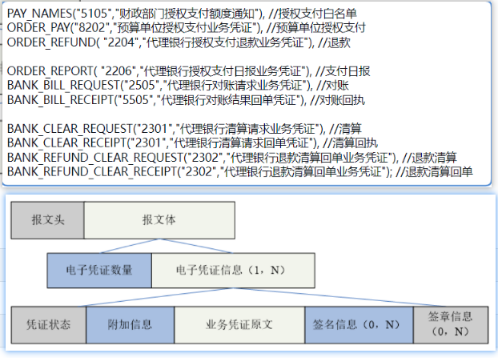 PAY_NAMES("5105","财政部门授权支付额度通知"), //授权支付白名单
ORDER_PAY("8202","预算单位授权支付业务凭证"), //预算单位授权支付
ORDER_REFUND( "2204","代理银行授权支付退款业务凭证"), //退款
ORDER_REPORT( "2206","代理银行授权支付日报业务凭证"), //支付日报
BANK_BILL_REQUEST("2505","代理银行对账请求业务凭证"), //对账
BANK_BILL_RECEIPT("5505","代理银行对账结果回单凭证"), //对账回执
BANK_CLEAR_REQUEST("2301","代理银行清算请求业务凭证"), //清算
BANK_CLEAR_RECEIPT("2301","代理银行清算请求回单凭证"), //清算回执
BANK_REFUND_CLEAR_REQUEST("2302","代理银行退款清算回单业务凭证"), //退款清算
BANK_REFUND_CLEAR_RECEIPT("2302","代理银行退款清算回单业务凭证"); //退款清算回单
报文头 报文体
电子凭证数量 电子凭证信息（1，N）
凭证状态 附加信息 业务凭证原文 签名信息（0，N） 签章信息
（0，N）